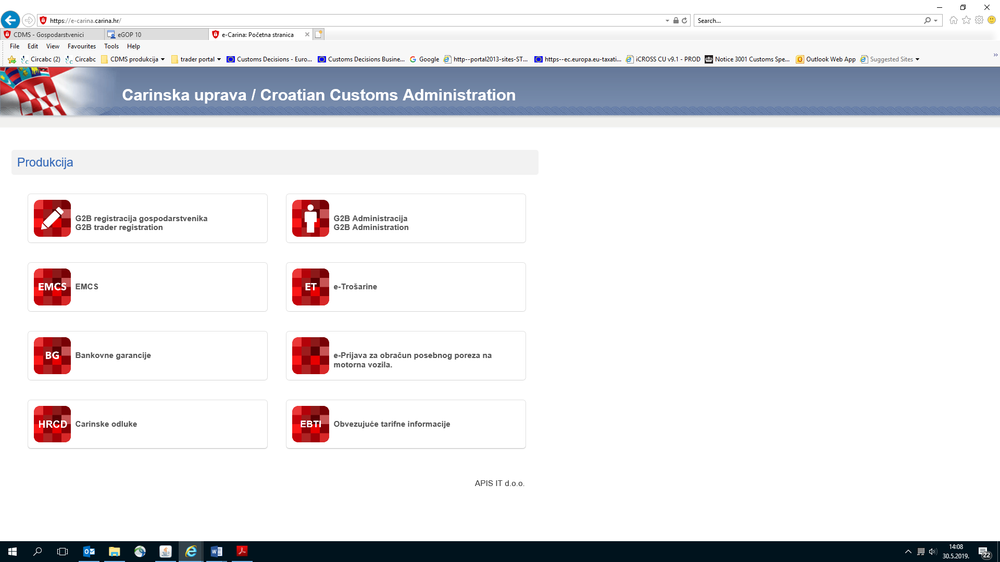 https://e-carina.carina.hr/
Search...
CDMS - Gospodarstvenici
eGOP 10
e-Carina: Početna stranica
File Edit View Favourites Tools Help
Circabc (2) Circabc CDMS produkcija trader portal Customs Decisions - Euro... Customs Decisions Busine... Google http--portal2013-sites-ST... https--ec.europa.eu-taxati... iCROSS CU v9.1 - PROD Notice 3001 Customs Spe... Outlook Web App Suggested Sites
Carinska uprava / Croatian Customs Administration
Produkcija
G2B registracija gospodarstvenika
G2B trader registration
G2B Administracija
G2B Administration
EMCS EMCS
ET e-Trošarine
BG Bankovne garancije
e-Prijava za obračun posebnog poreza na
motorna vozila.
HRCD Carinske odluke
EBTI Obvezujuće tarifne informacije
APIS IT d.o.o.
14:08
30.5.2019.
22